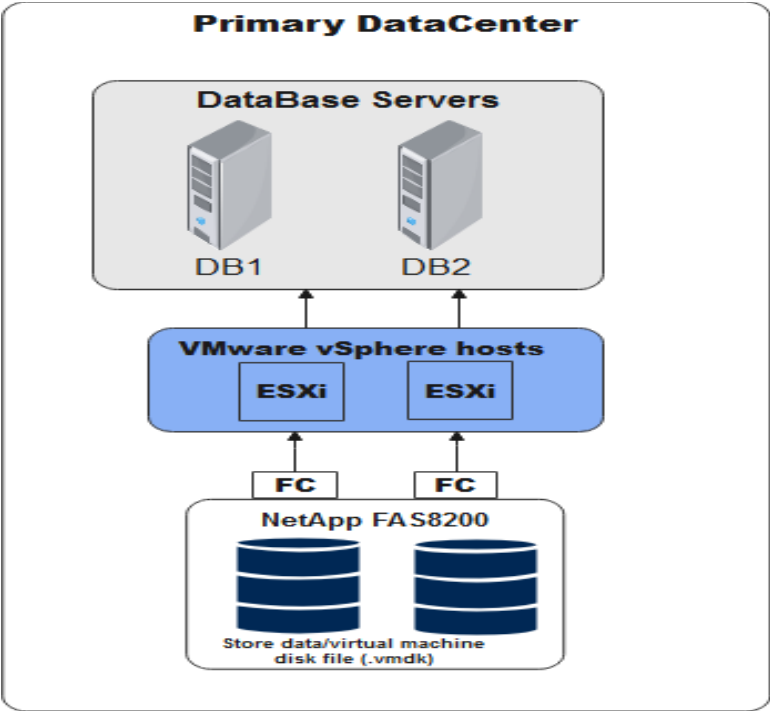 Primary DataCenter
DataBase Servers
DB1 DB2
VMware vSphere hosts
ESXi ESXi
FC FC
NetApp FAS8200
Store data/virtual machine
disk file (.vmdk)